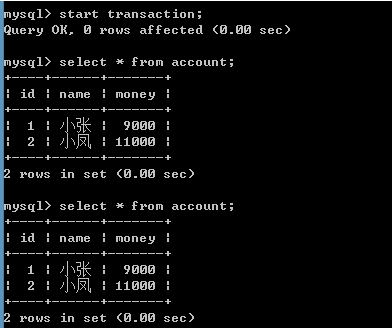 mysql> start transaction;
Query OK, 0 rows affected (0.00 sec)
mysql> select * from account;
+----+------+-------+
¦ id ¦ name ¦ money ¦
+----+------+-------+
¦  1 ¦ 小张 ¦  9000 ¦
¦  2 ¦ 小凤 ¦ 11000 ¦
+----+------+-------+
2 rows in set (0.00 sec)
mysql> select * from account;
+----+------+-------+
¦ id ¦ name ¦ money ¦
+----+------+-------+
¦  1 ¦ 小张 ¦  9000 ¦
¦  2 ¦ 小凤 ¦ 11000 ¦
+----+------+-------+
2 rows in set (0.00 sec)